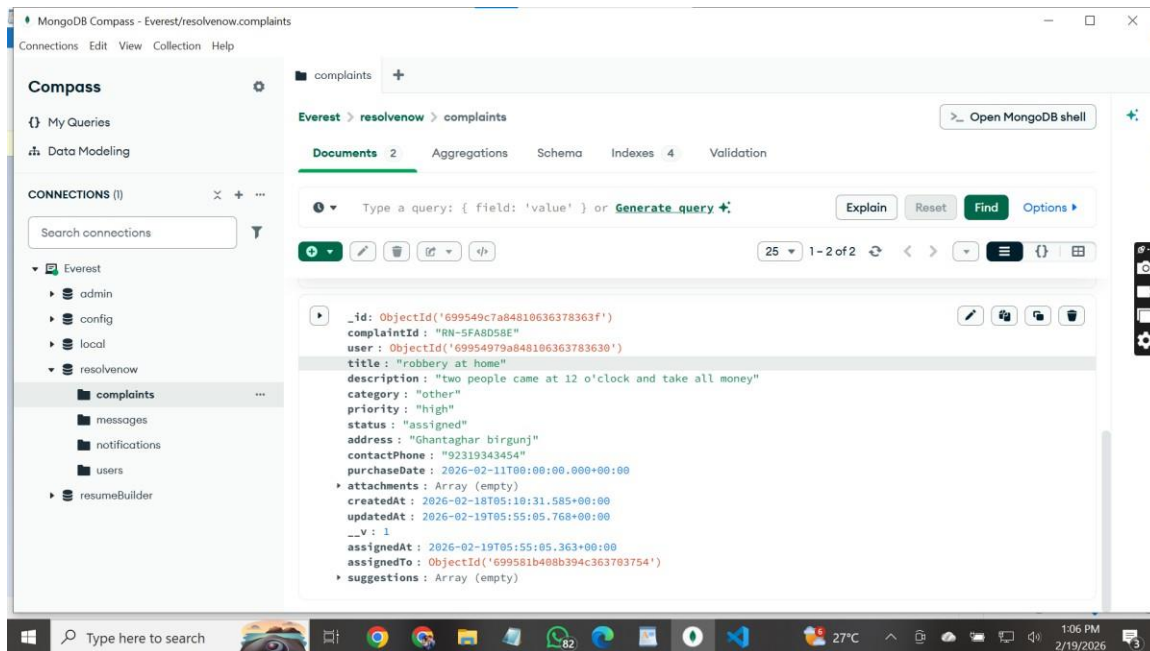 MongoDB Compass - Everest/resolvenow.complaints
Connections Edit View Collection Help
Compass
{} My Queries
Data Modeling
CONNECTIONS (1)
Search connections
Everest
admin
config
local
resolvenow
complaints
messages
notifications
users
resumeBuilder
complaints
Everest > resolvenow > complaints
>_ Open MongoDB shell
Documents 2 Aggregations Schema Indexes 4 Validation
Type a query: { field: 'value' } or Generate query
Explain Reset Find Options
25 1 – 2 of 2
_id: ObjectId('699549c7a84810636378363f')
complaintId : "RN-5FA8D58E"
user : ObjectId('69954979a848106363783630')
title : "robbery at home"
description : "two people came at 12 o'clock and take all money"
category : "other"
priority : "high"
status : "assigned"
address : "Ghantaghar birgunj"
contactPhone : "92319343454"
purchaseDate : 2026-02-11T00:00:00.000+00:00
attachments : Array (empty)
createdAt : 2026-02-18T05:10:31.585+00:00
updatedAt : 2026-02-19T05:55:05.768+00:00
__v : 1
assignedAt : 2026-02-19T05:55:05.363+00:00
assignedTo : ObjectId('699581b408b394c363703754')
suggestions : Array (empty)
Type here to search
82
6
27°C
1:06 PM
2/19/2026
3